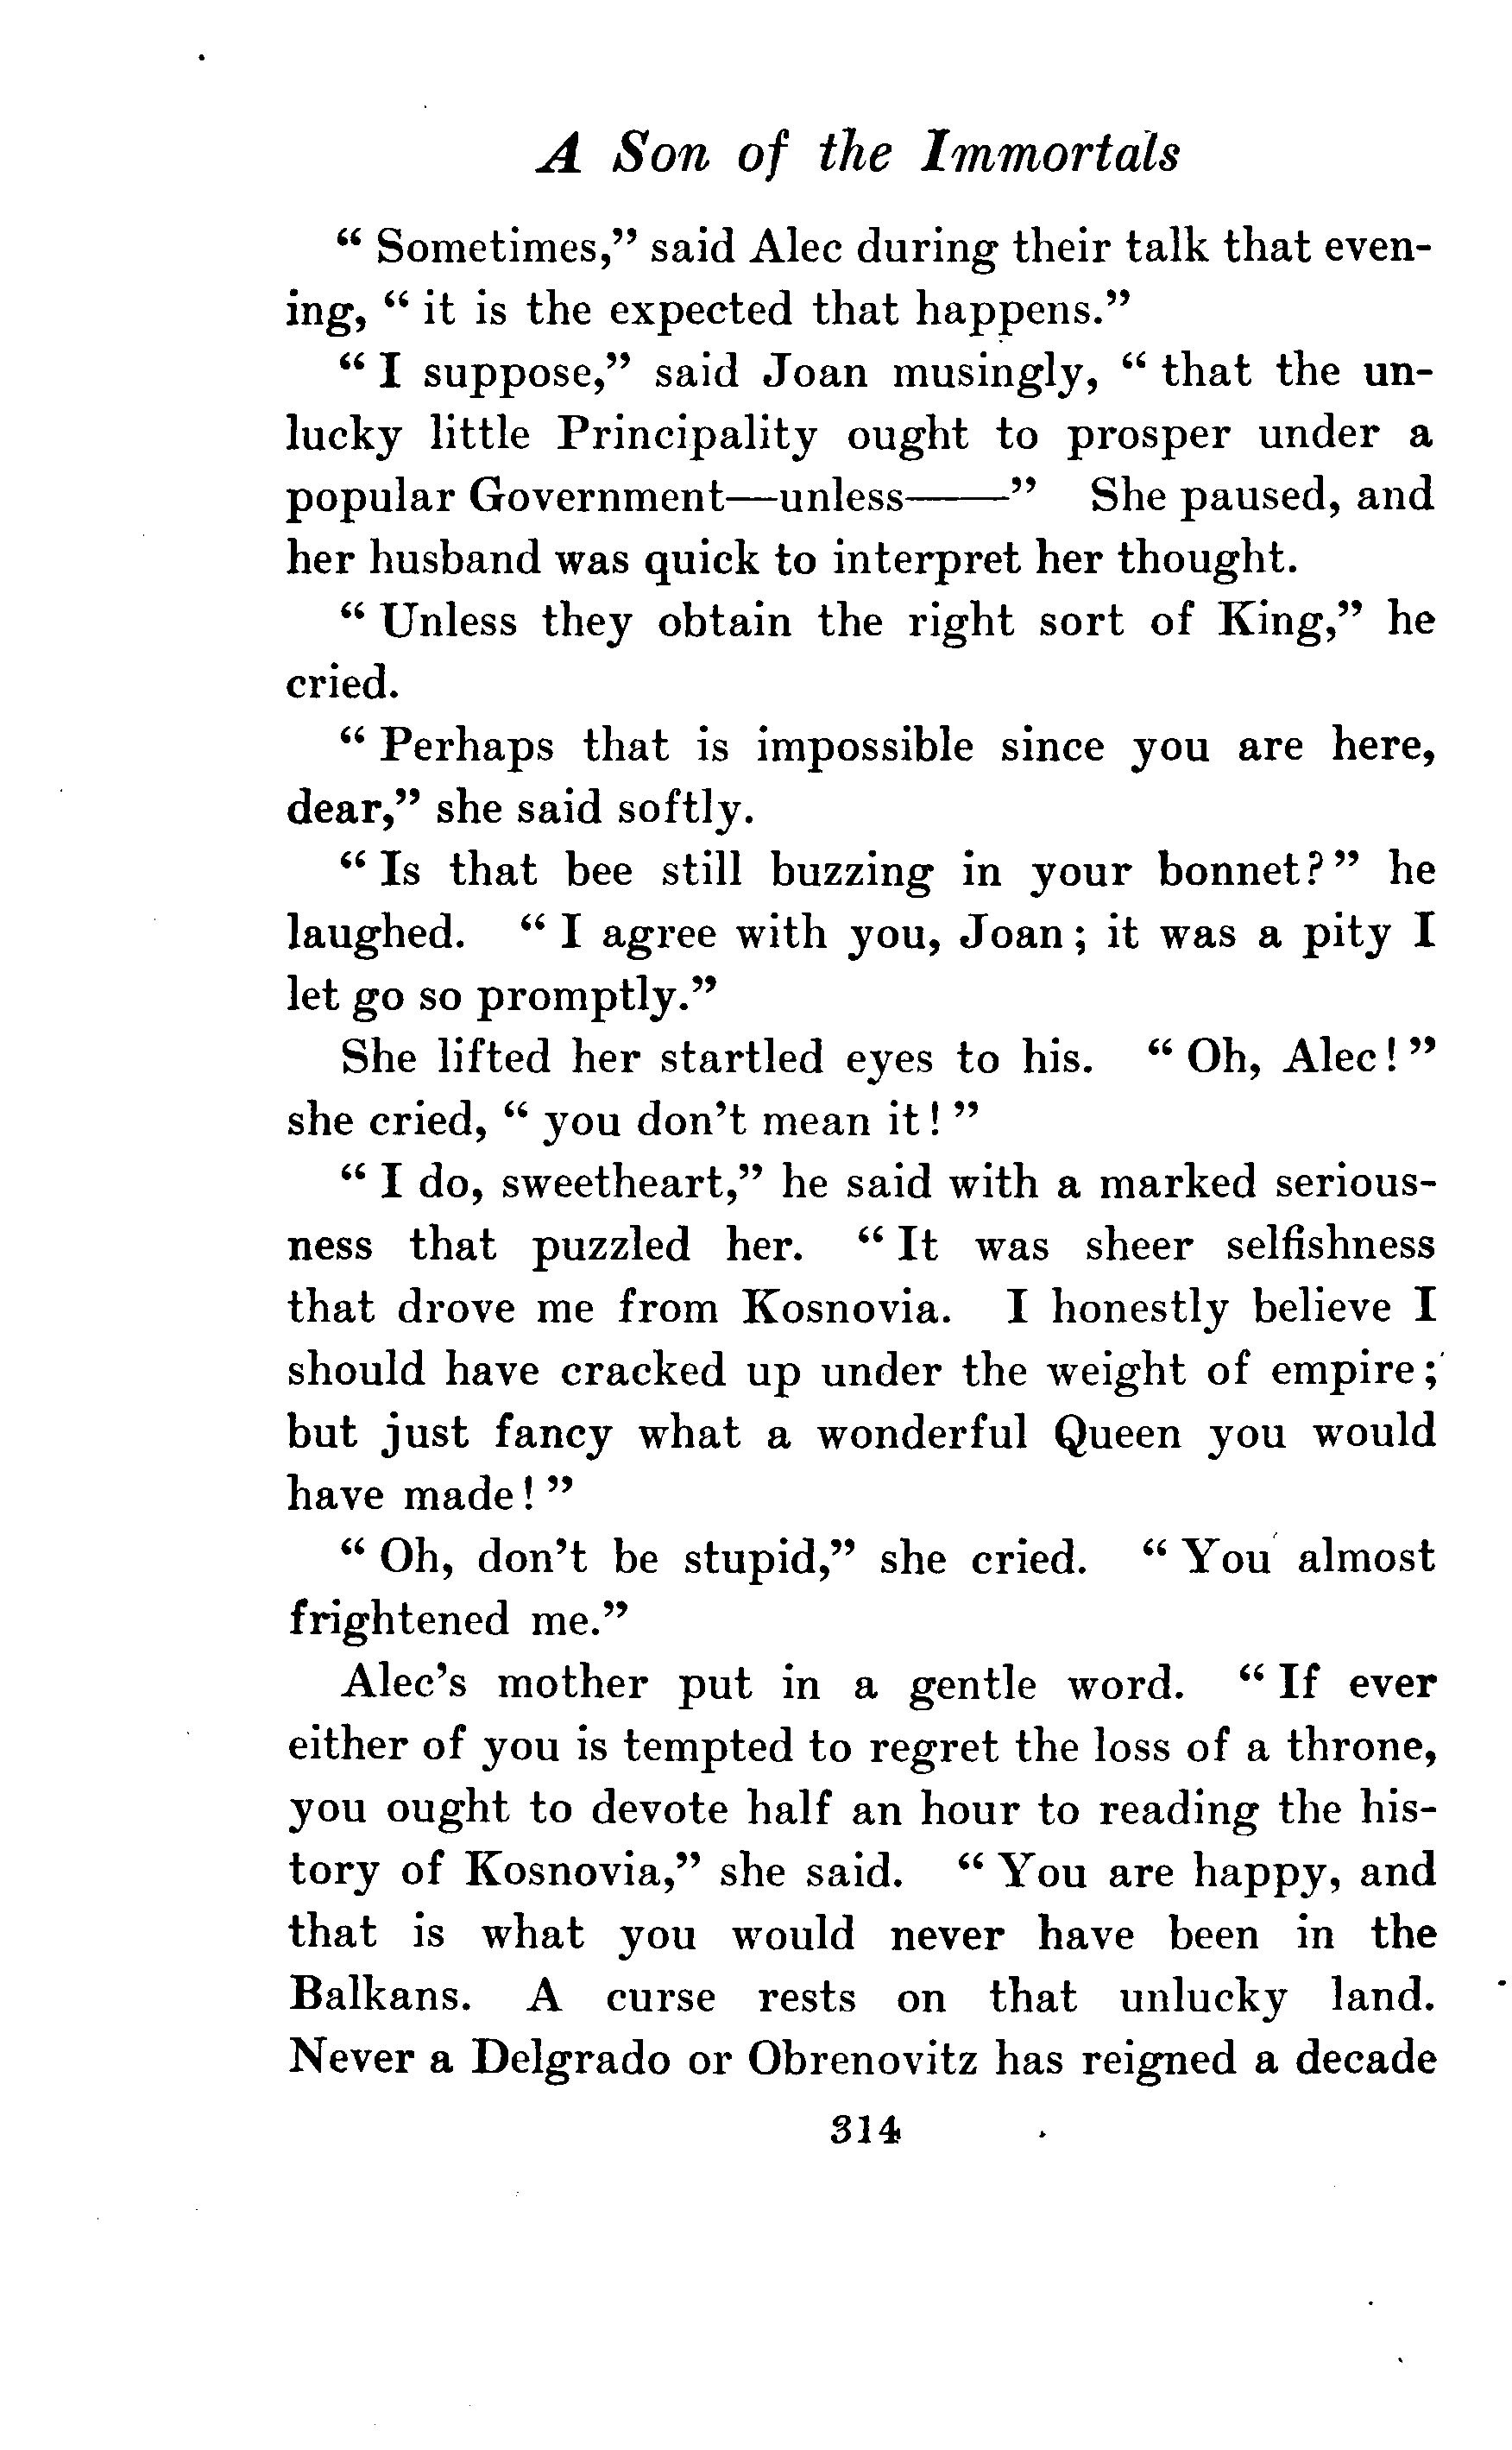 A Son of the Immortals
“ Sometimes,” said Alec during their talk that even-
ing, “ it is the expected that happens.”
“ I suppose,” said Joan musingly, “ that the un-
lucky little Principality ought to prosper under a
popular Government—unless——” She paused, and
her husband was quick to interpret her thought.
“ Unless they obtain the right sort of King,” he
cried.
“ Perhaps that is impossible since you are here,
dear,” she said softly.
“ Is that bee still buzzing in your bonnet? ” he
laughed. “ I agree with you, Joan ; it was a pity I
let go so promptly.”
She lifted her startled eyes to his. “ Oh, Alec! ”
she cried, “ you don't mean it! ”
“ I do, sweetheart,” he said with a marked serious-
ness that puzzled her. “ It was sheer selfishness
that drove me from Kosnovia. I honestly believe I
should have cracked up under the weight of empire ;
but just fancy what a wonderful Queen you would
have made! ”
“ Oh, don't be stupid,” she cried. “ You almost
frightened me.”
Alec's mother put in a gentle word. “ If ever
either of you is tempted to regret the loss of a throne,
you ought to devote half an hour to reading the his-
tory of Kosnovia,” she said. “ You are happy, and
that is what you would never have been in the
Balkans. A curse rests on that unlucky land.
Never a Delgrado or Obrenovitz has reigned a decade
314